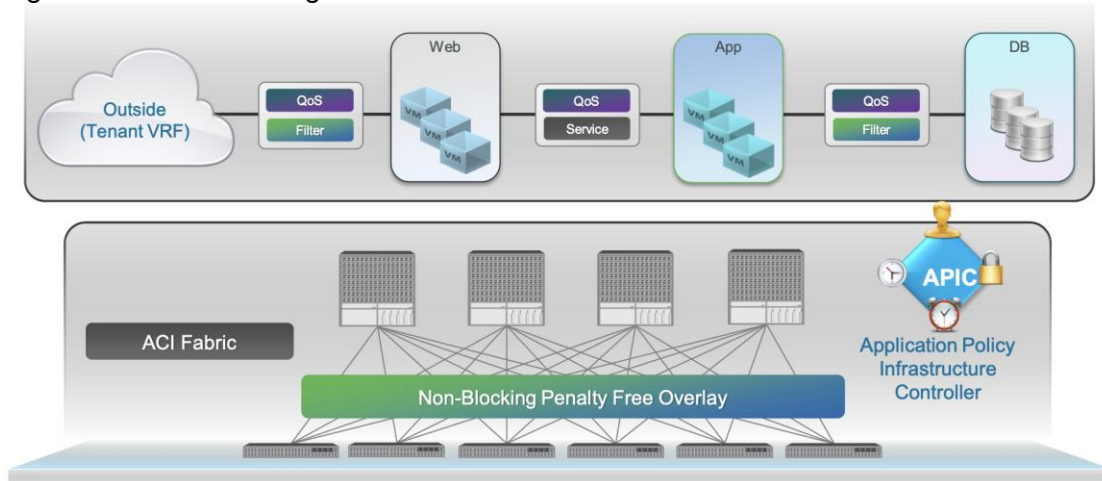 Web
App
DB
Outside
(Tenant VRF)
QoS
Filter
QoS
Service
QoS
Filter
VM
VM
VM
VM
VM
VM
APIC
ACI Fabric
Application Policy
Infrastructure
Controller
Non-Blocking Penalty Free Overlay